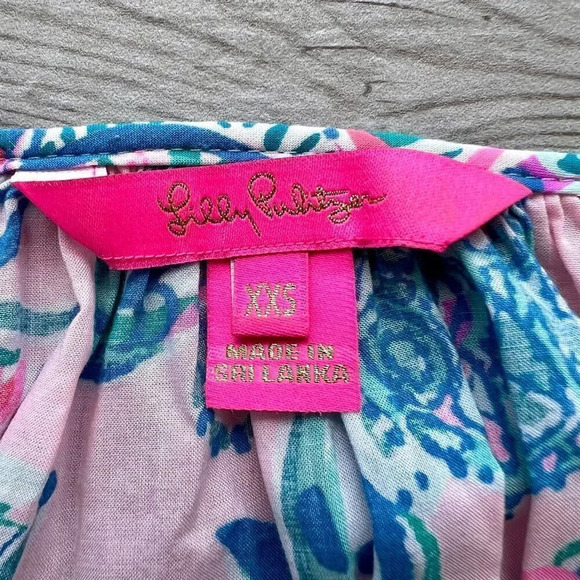 Lilly Pulitzer
XXS
MADE IN
SRI LANKA